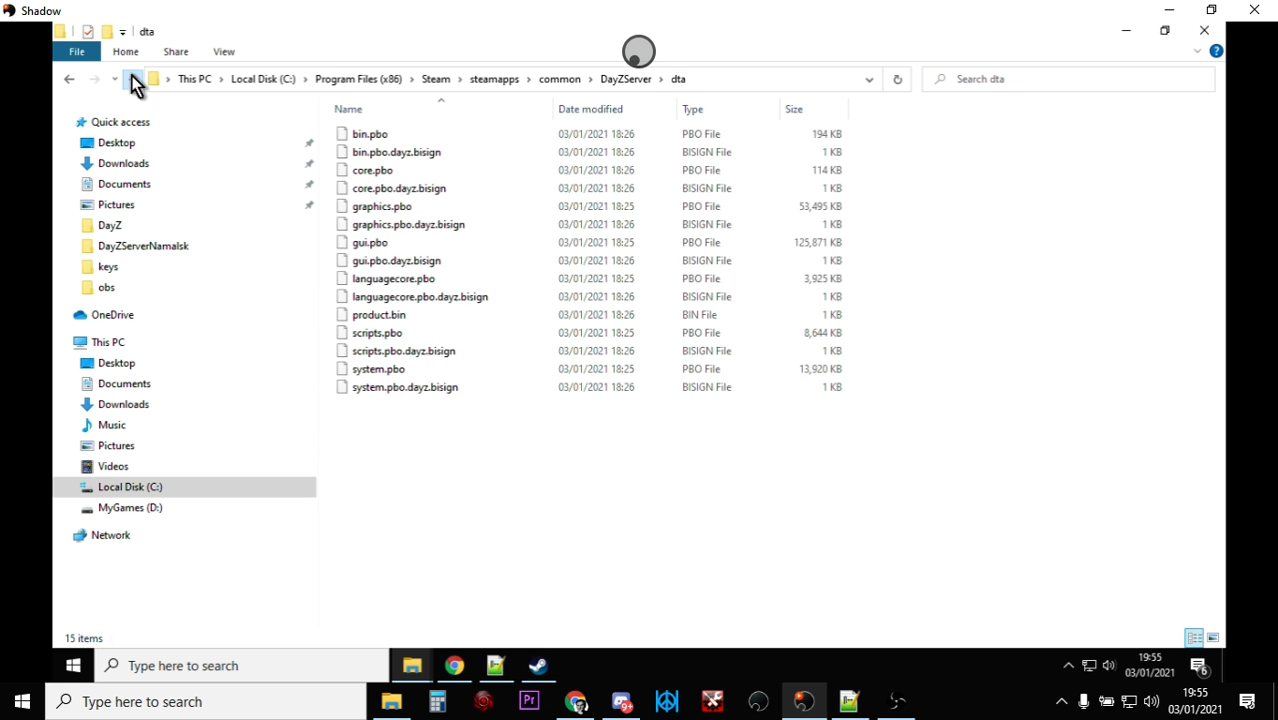 Shadow
dta
File Home Share View
This PC Local Disk (C:) Program Files (x86) Steam steamapps common DayZServer dta Search dta
Name Date modified Type Size
Quick access
Desktop
Downloads
Documents
Pictures
DayZ
DayZServerNamalsk
keys
obs
OneDrive
This PC
Desktop
Documents
Downloads
Music
Pictures
Videos
Local Disk (C:)
MyGames (D:)
Network
bin.pbo 03/01/2021 18:26 PBO File 194 KB
bin.pbo.dayz.bisign 03/01/2021 18:26 BISIGN File 1 KB
core.pbo 03/01/2021 18:26 PBO File 114 KB
core.pbo.dayz.bisign 03/01/2021 18:26 BISIGN File 1 KB
graphics.pbo 03/01/2021 18:25 PBO File 53,495 KB
graphics.pbo.dayz.bisign 03/01/2021 18:26 BISIGN File 1 KB
gui.pbo 03/01/2021 18:25 PBO File 125,871 KB
gui.pbo.dayz.bisign 03/01/2021 18:26 BISIGN File 1 KB
languagecore.pbo 03/01/2021 18:25 PBO File 3,925 KB
languagecore.pbo.dayz.bisign 03/01/2021 18:26 BISIGN File 1 KB
product.bin 03/01/2021 18:26 BIN File 1 KB
scripts.pbo 03/01/2021 18:25 PBO File 8,644 KB
scripts.pbo.dayz.bisign 03/01/2021 18:26 BISIGN File 1 KB
system.pbo 03/01/2021 18:25 PBO File 13,920 KB
system.pbo.dayz.bisign 03/01/2021 18:26 BISIGN File 1 KB
15 items
Type here to search 19:55
03/01/2021 6
Type here to search Pr 19:55
03/01/2021